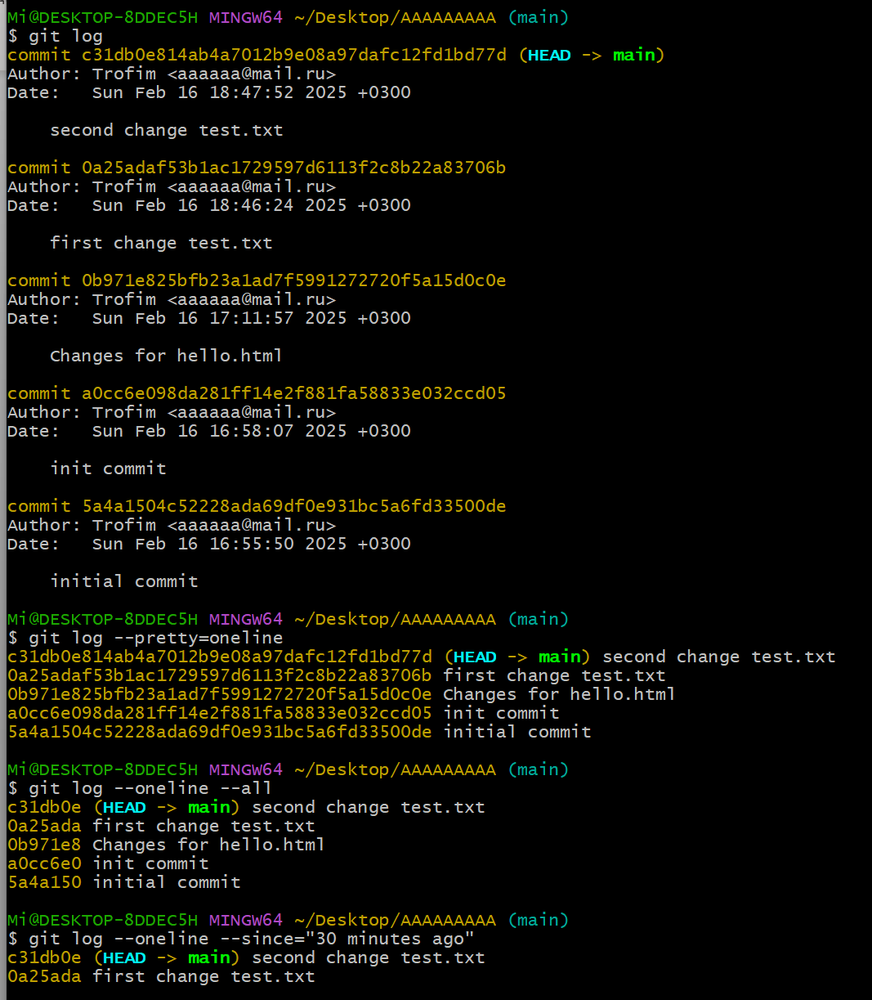 Mi@DESKTOP-8DDEC5H MINGW64 ~/Desktop/AAAAAAAAA (main)
$ git log
commit c31db0e814ab4a7012b9e08a97dafc12fd1bd77d (HEAD -> main)
Author: Trofim <aaaaaa@mail.ru>
Date:   Sun Feb 16 18:47:52 2025 +0300

    second change test.txt

commit 0a25adaf53b1ac1729597d6113f2c8b22a83706b
Author: Trofim <aaaaaa@mail.ru>
Date:   Sun Feb 16 18:46:24 2025 +0300

    first change test.txt

commit 0b971e825bfb23a1ad7f5991272720f5a15d0c0e
Author: Trofim <aaaaaa@mail.ru>
Date:   Sun Feb 16 17:11:57 2025 +0300

    Changes for hello.html

commit a0cc6e098da281ff14e2f881fa58833e032ccd05
Author: Trofim <aaaaaa@mail.ru>
Date:   Sun Feb 16 16:58:07 2025 +0300

    init commit

commit 5a4a1504c52228ada69df0e931bc5a6fd33500de
Author: Trofim <aaaaaa@mail.ru>
Date:   Sun Feb 16 16:55:50 2025 +0300

    initial commit

Mi@DESKTOP-8DDEC5H MINGW64 ~/Desktop/AAAAAAAAA (main)
$ git log --pretty=oneline
c31db0e814ab4a7012b9e08a97dafc12fd1bd77d (HEAD -> main) second change test.txt
0a25adaf53b1ac1729597d6113f2c8b22a83706b first change test.txt
0b971e825bfb23a1ad7f5991272720f5a15d0c0e Changes for hello.html
a0cc6e098da281ff14e2f881fa58833e032ccd05 init commit
5a4a1504c52228ada69df0e931bc5a6fd33500de initial commit

Mi@DESKTOP-8DDEC5H MINGW64 ~/Desktop/AAAAAAAAA (main)
$ git log --oneline --all
c31db0e (HEAD -> main) second change test.txt
0a25ada first change test.txt
0b971e8 Changes for hello.html
a0cc6e0 init commit
5a4a150 initial commit

Mi@DESKTOP-8DDEC5H MINGW64 ~/Desktop/AAAAAAAAA (main)
$ git log --oneline --since="30 minutes ago"
c31db0e (HEAD -> main) second change test.txt
0a25ada first change test.txt